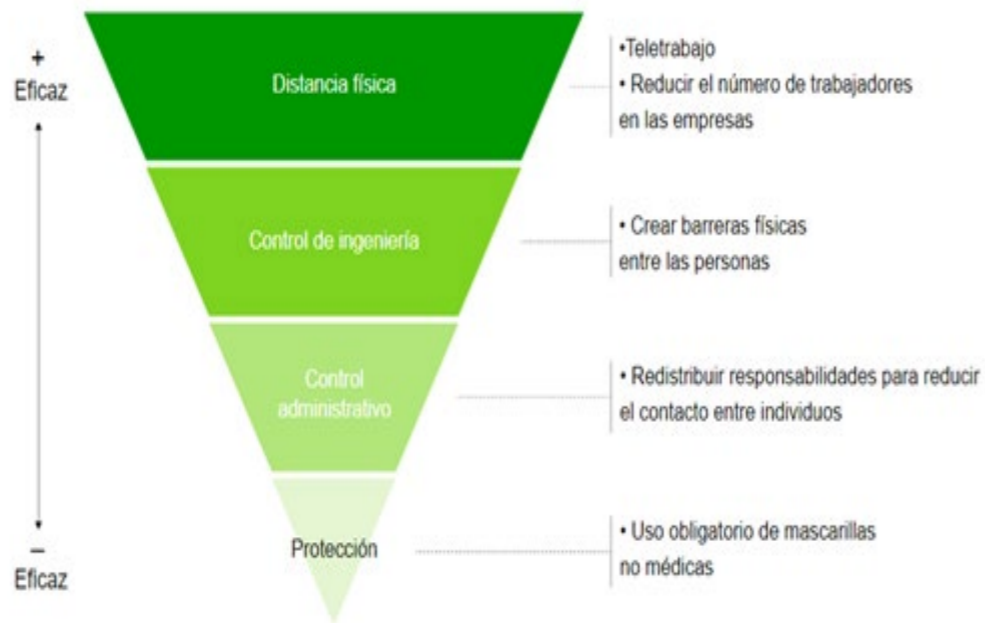 +
Eficaz
Distancia física
•Teletrabajo
• Reducir el número de trabajadores
en las empresas
Control de ingeniería
• Crear barreras físicas
entre las personas
Control
administrativo
• Redistribuir responsabilidades para reducir
el contacto entre individuos
Protección
• Uso obligatorio de mascarillas
no médicas
–
Eficaz